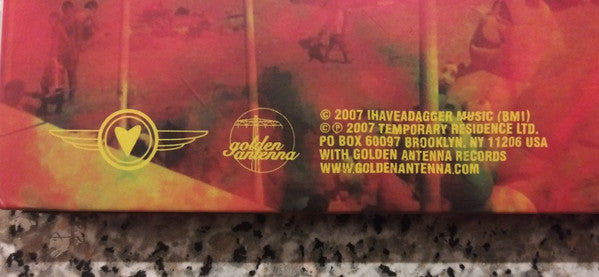 golden
antenna
© 2007 IHAVEADAGGER MUSIC (BMI)
© ℗ 2007 TEMPORARY RESIDENCE LTD.
PO BOX 60097 BROOKLYN, NY 11206 USA
WITH GOLDEN ANTENNA RECORDS
WWW.GOLDENANTENNA.COM